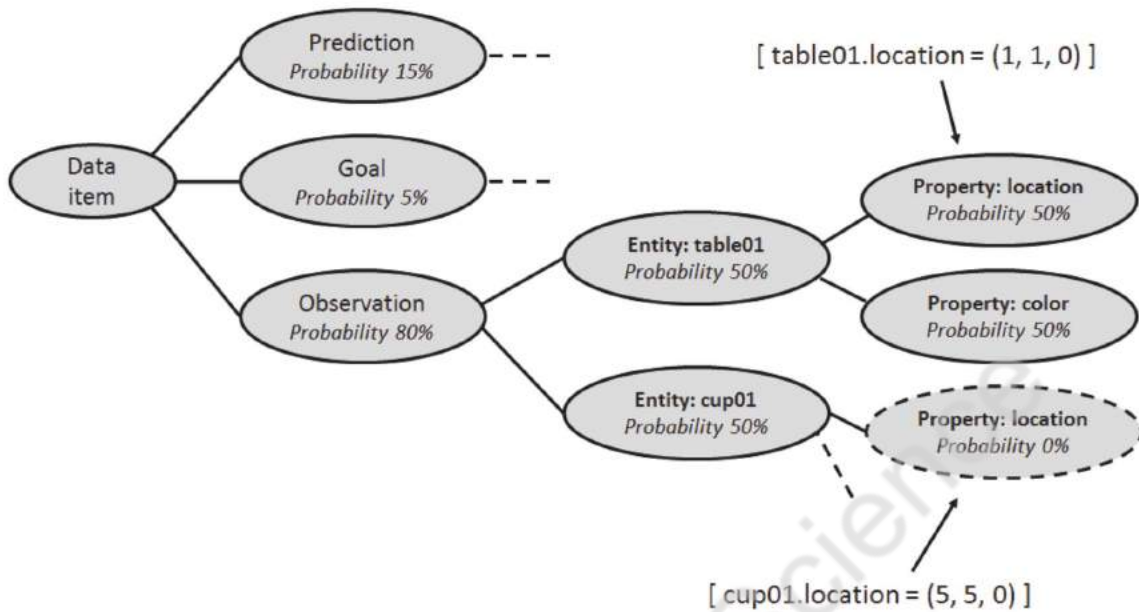 Prediction
Probability 15%
[ table01.location = (1, 1, 0) ]
Data
item
Goal
Probability 5%
Property: location
Probability 50%
Entity: table01
Probability 50%
Observation
Probability 80%
Property: color
Probability 50%
Entity: cup01
Probability 50%
Property: location
Probability 0%
[ cup01.location = (5, 5, 0) ]
science